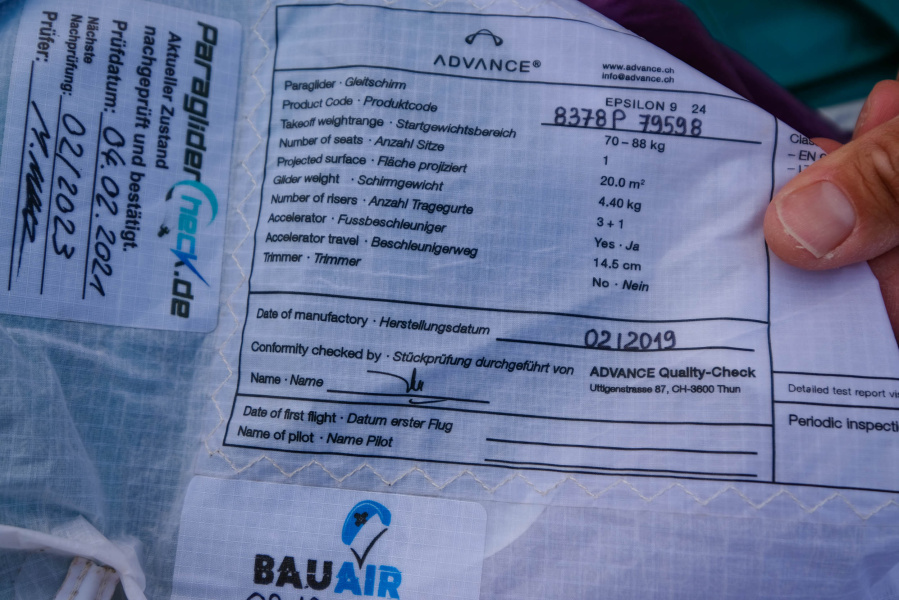 Paraglidercheck.de
Aktueller Zustand
nachgeprüft und bestätigt.
Prüfdatum: 04.02.2021
Nächste
Nachprüfung: 02/2023
Prüfer:
ADVANCE®
www.advance.ch
info@advance.ch
Paraglider · Gleitschirm EPSILON 9 24
Product Code · Produktcode 8378P 79598
Takeoff weightrange · Startgewichtsbereich 70 – 88 kg
Number of seats · Anzahl Sitze 1
Projected surface · Fläche projiziert 20.0 m²
Glider weight · Schirmgewicht 4.40 kg
Number of risers · Anzahl Tragegurte 3 + 1
Accelerator · Fussbeschleuniger Yes · Ja
Accelerator travel · Beschleunigerweg 14.5 cm
Trimmer · Trimmer No · Nein
Date of manufactory · Herstellungsdatum 02/2019
Conformity checked by · Stückprüfung durchgeführt von ADVANCE Quality-Check
Uttigenstrasse 87, CH-3600 Thun
Name · Name
Date of first flight · Datum erster Flug
Name of pilot · Name Pilot
– EN
Detailed test report
Periodic
BAUAIR